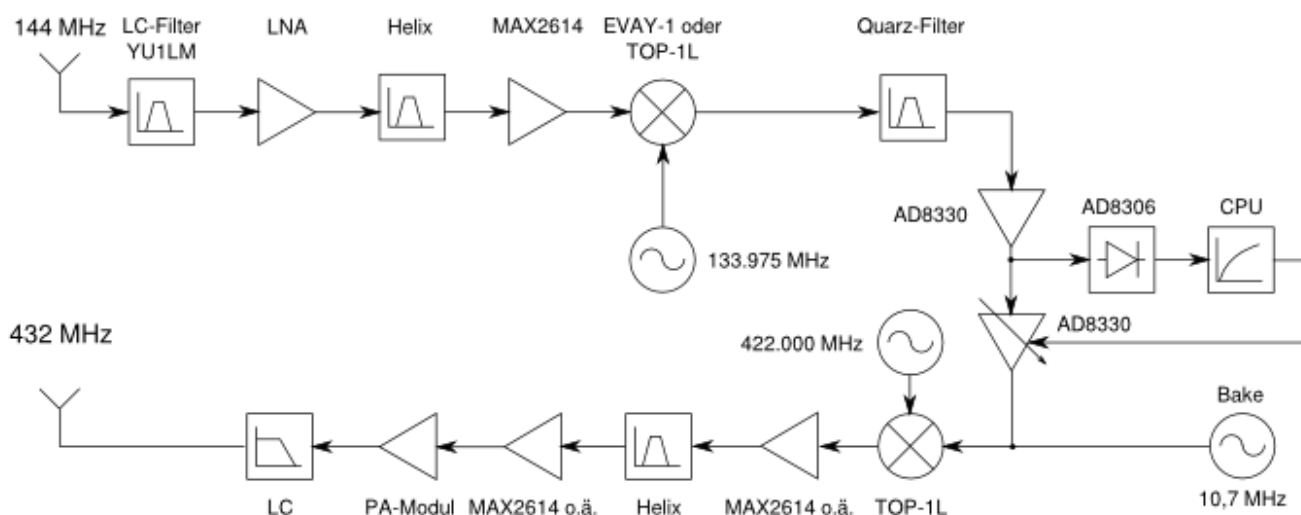 144 MHz
LC-Filter
YU1LM
LNA
Helix
MAX2614
EVAY-1 oder
TOP-1L
Quarz-Filter
133.975 MHz
AD8330
AD8306
CPU
432 MHz
422.000 MHz
AD8330
Bake
LC
PA-Modul
MAX2614 o.ä.
Helix
MAX2614 o.ä.
TOP-1L
10,7 MHz